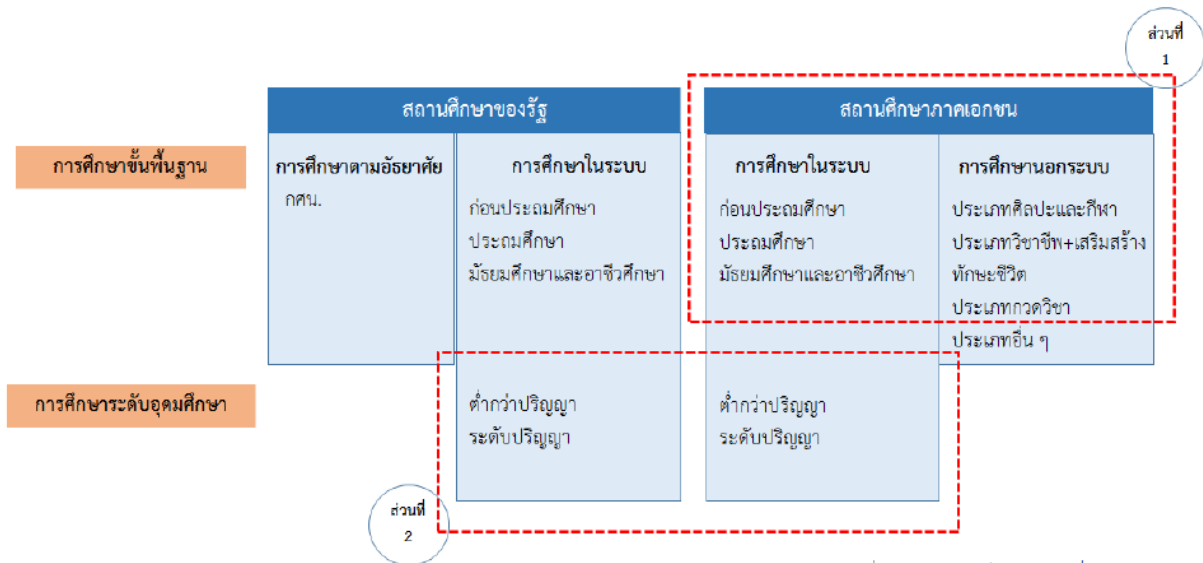 ส่วนที่
1
สถานศึกษาของรัฐ
สถานศึกษาภาคเอกชน
การศึกษาขั้นพื้นฐาน
การศึกษาตามอัธยาศัย
กศน.
การศึกษาในระบบ
ก่อนประถมศึกษา
ประถมศึกษา
มัธยมศึกษาและอาชีวศึกษา
การศึกษาในระบบ
ก่อนประถมศึกษา
ประถมศึกษา
มัธยมศึกษาและอาชีวศึกษา
การศึกษานอกระบบ
ประเภทศิลปะและกีฬา
ประเภทวิชาชีพ+เสริมสร้าง
ทักษะชีวิต
ประเภทกวดวิชา
ประเภทอื่น ๆ
การศึกษาระดับอุดมศึกษา
ต่ำกว่าปริญญา
ระดับปริญญา
ต่ำกว่าปริญญา
ระดับปริญญา
ส่วนที่
2